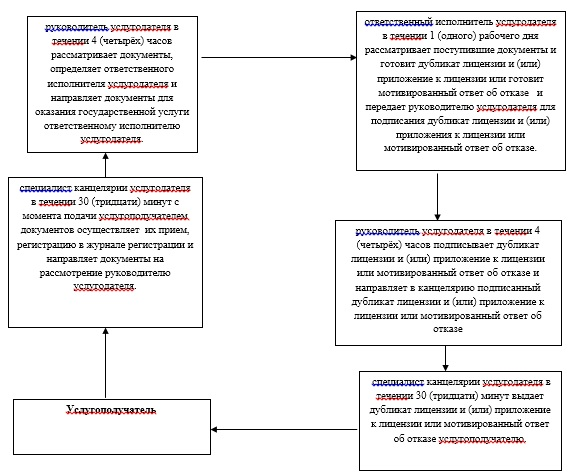 руководитель услугодателя в
течении 4 (четырёх) часов
рассматривает документы,
определяет ответственного
исполнителя услугодателя и
направляет документы для
оказания государственной услуги
ответственному исполнителю
услугодателя.
ответственный исполнитель услугодателя
в течении 1 (одного) рабочего дня
рассматривает поступившие документы и
готовит дубликат лицензии и (или)
приложение к лицензии или готовит
мотивированный ответ об отказе и
передает руководителю услугодателя для
подписания дубликат лицензии и (или)
приложения к лицензии или
мотивированный ответ об отказе.
специалист канцелярии услугодателя
в течении 30 (тридцати) минут с
момента подачи услугополучателем
документов осуществляет их прием,
регистрацию в журнале регистрации и
направляет документы на
рассмотрение руководителю
услугодателя.
руководитель услугодателя в течении 4
(четырёх) часов подписывает дубликат
лицензии и (или) приложение к лицензии
или мотивированный ответ об отказе и
направляет в канцелярию подписанный
дубликат лицензии и (или) приложение к
лицензии или мотивированный ответ об
отказе
специалист канцелярии услугодателя в
течении 30 (тридцати) минут выдает
дубликат лицензии и (или) приложение
к лицензии или мотивированный ответ
об отказе услугополучателю.
Услугополучатель